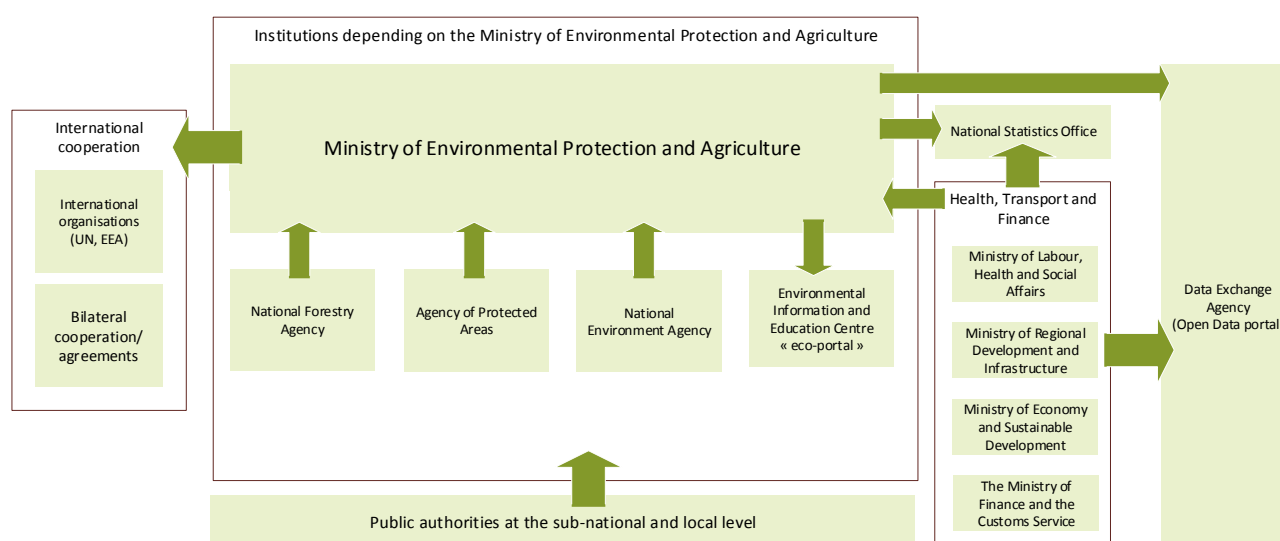 Institutions depending on the Ministry of Environmental Protection and Agriculture
Ministry of Environmental Protection and Agriculture
International
cooperation
International
organisations
(UN, EEA)
Bilateral
cooperation/
agreements
National Forestry
Agency
Agency of Protected
Areas
National
Environment Agency
Environmental
Information and
Education Centre
« eco-portal »
National Statistics Office
Health, Transport and
Finance
Ministry of Labour,
Health and Social
Affairs
Ministry of Regional
Development and
Infrastructure
Ministry of Economy
and Sustainable
Development
The Ministry of
Finance and the
Customs Service
Data Exchange
Agency
(Open Data portal
Public authorities at the sub-national and local level